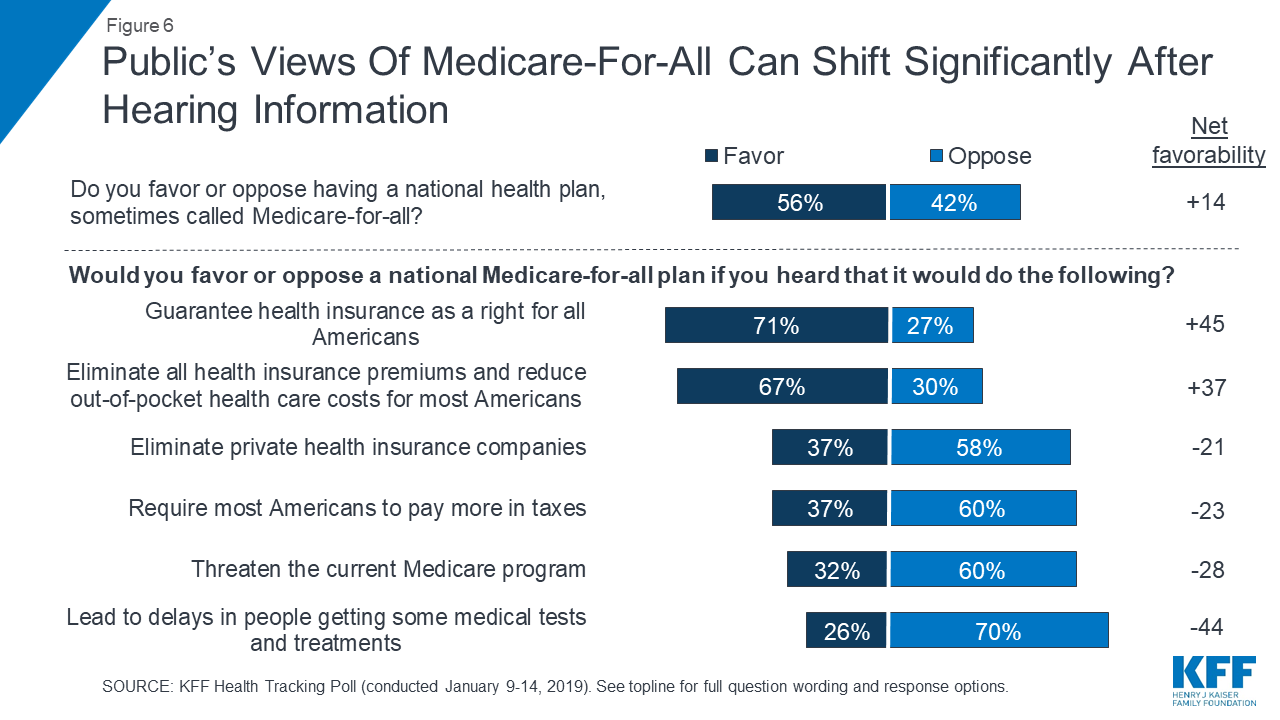 Figure 6
Public’s Views Of Medicare-For-All Can Shift Significantly After
Hearing Information
Net
favorability
Favor
Oppose
Do you favor or oppose having a national health plan,
sometimes called Medicare-for-all?
56%
42%
+14
Would you favor or oppose a national Medicare-for-all plan if you heard that it would do the following?
Guarantee health insurance as a right for all
Americans
71%
27%
+45
Eliminate all health insurance premiums and reduce
out-of-pocket health care costs for most Americans
67%
30%
+37
Eliminate private health insurance companies
37%
58%
-21
Require most Americans to pay more in taxes
37%
60%
-23
Threaten the current Medicare program
32%
60%
-28
Lead to delays in people getting some medical tests
and treatments
26%
70%
-44
SOURCE: KFF Health Tracking Poll (conducted January 9-14, 2019). See topline for full question wording and response options.
KFF
HENRY J KAISER
FAMILY FOUNDATION